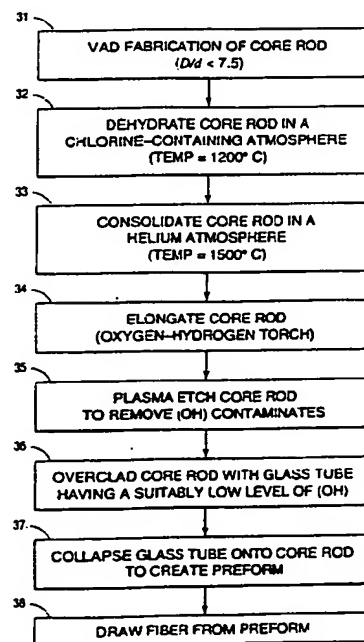 31
VAD FABRICATION OF CORE ROD
(D/d < 7.5)
32
DEHYDRATE CORE ROD IN A
CHLORINE-CONTAINING ATMOSPHERE
(TEMP = 1200° C)
33
CONSOLIDATE CORE ROD IN A
HELIUM ATMOSPHERE
(TEMP = 1500° C)
34
ELONGATE CORE ROD
(OXYGEN-HYDROGEN TORCH)
35
PLASMA ETCH CORE ROD
TO REMOVE (OH) CONTAMINATES
36
OVERCLAD CORE ROD WITH GLASS TUBE
HAVING A SUITABLY LOW LEVEL OF (OH)
37
COLLAPSE GLASS TUBE ONTO CORE ROD
TO CREATE PREFORM
38
DRAW FIBER FROM PREFORM